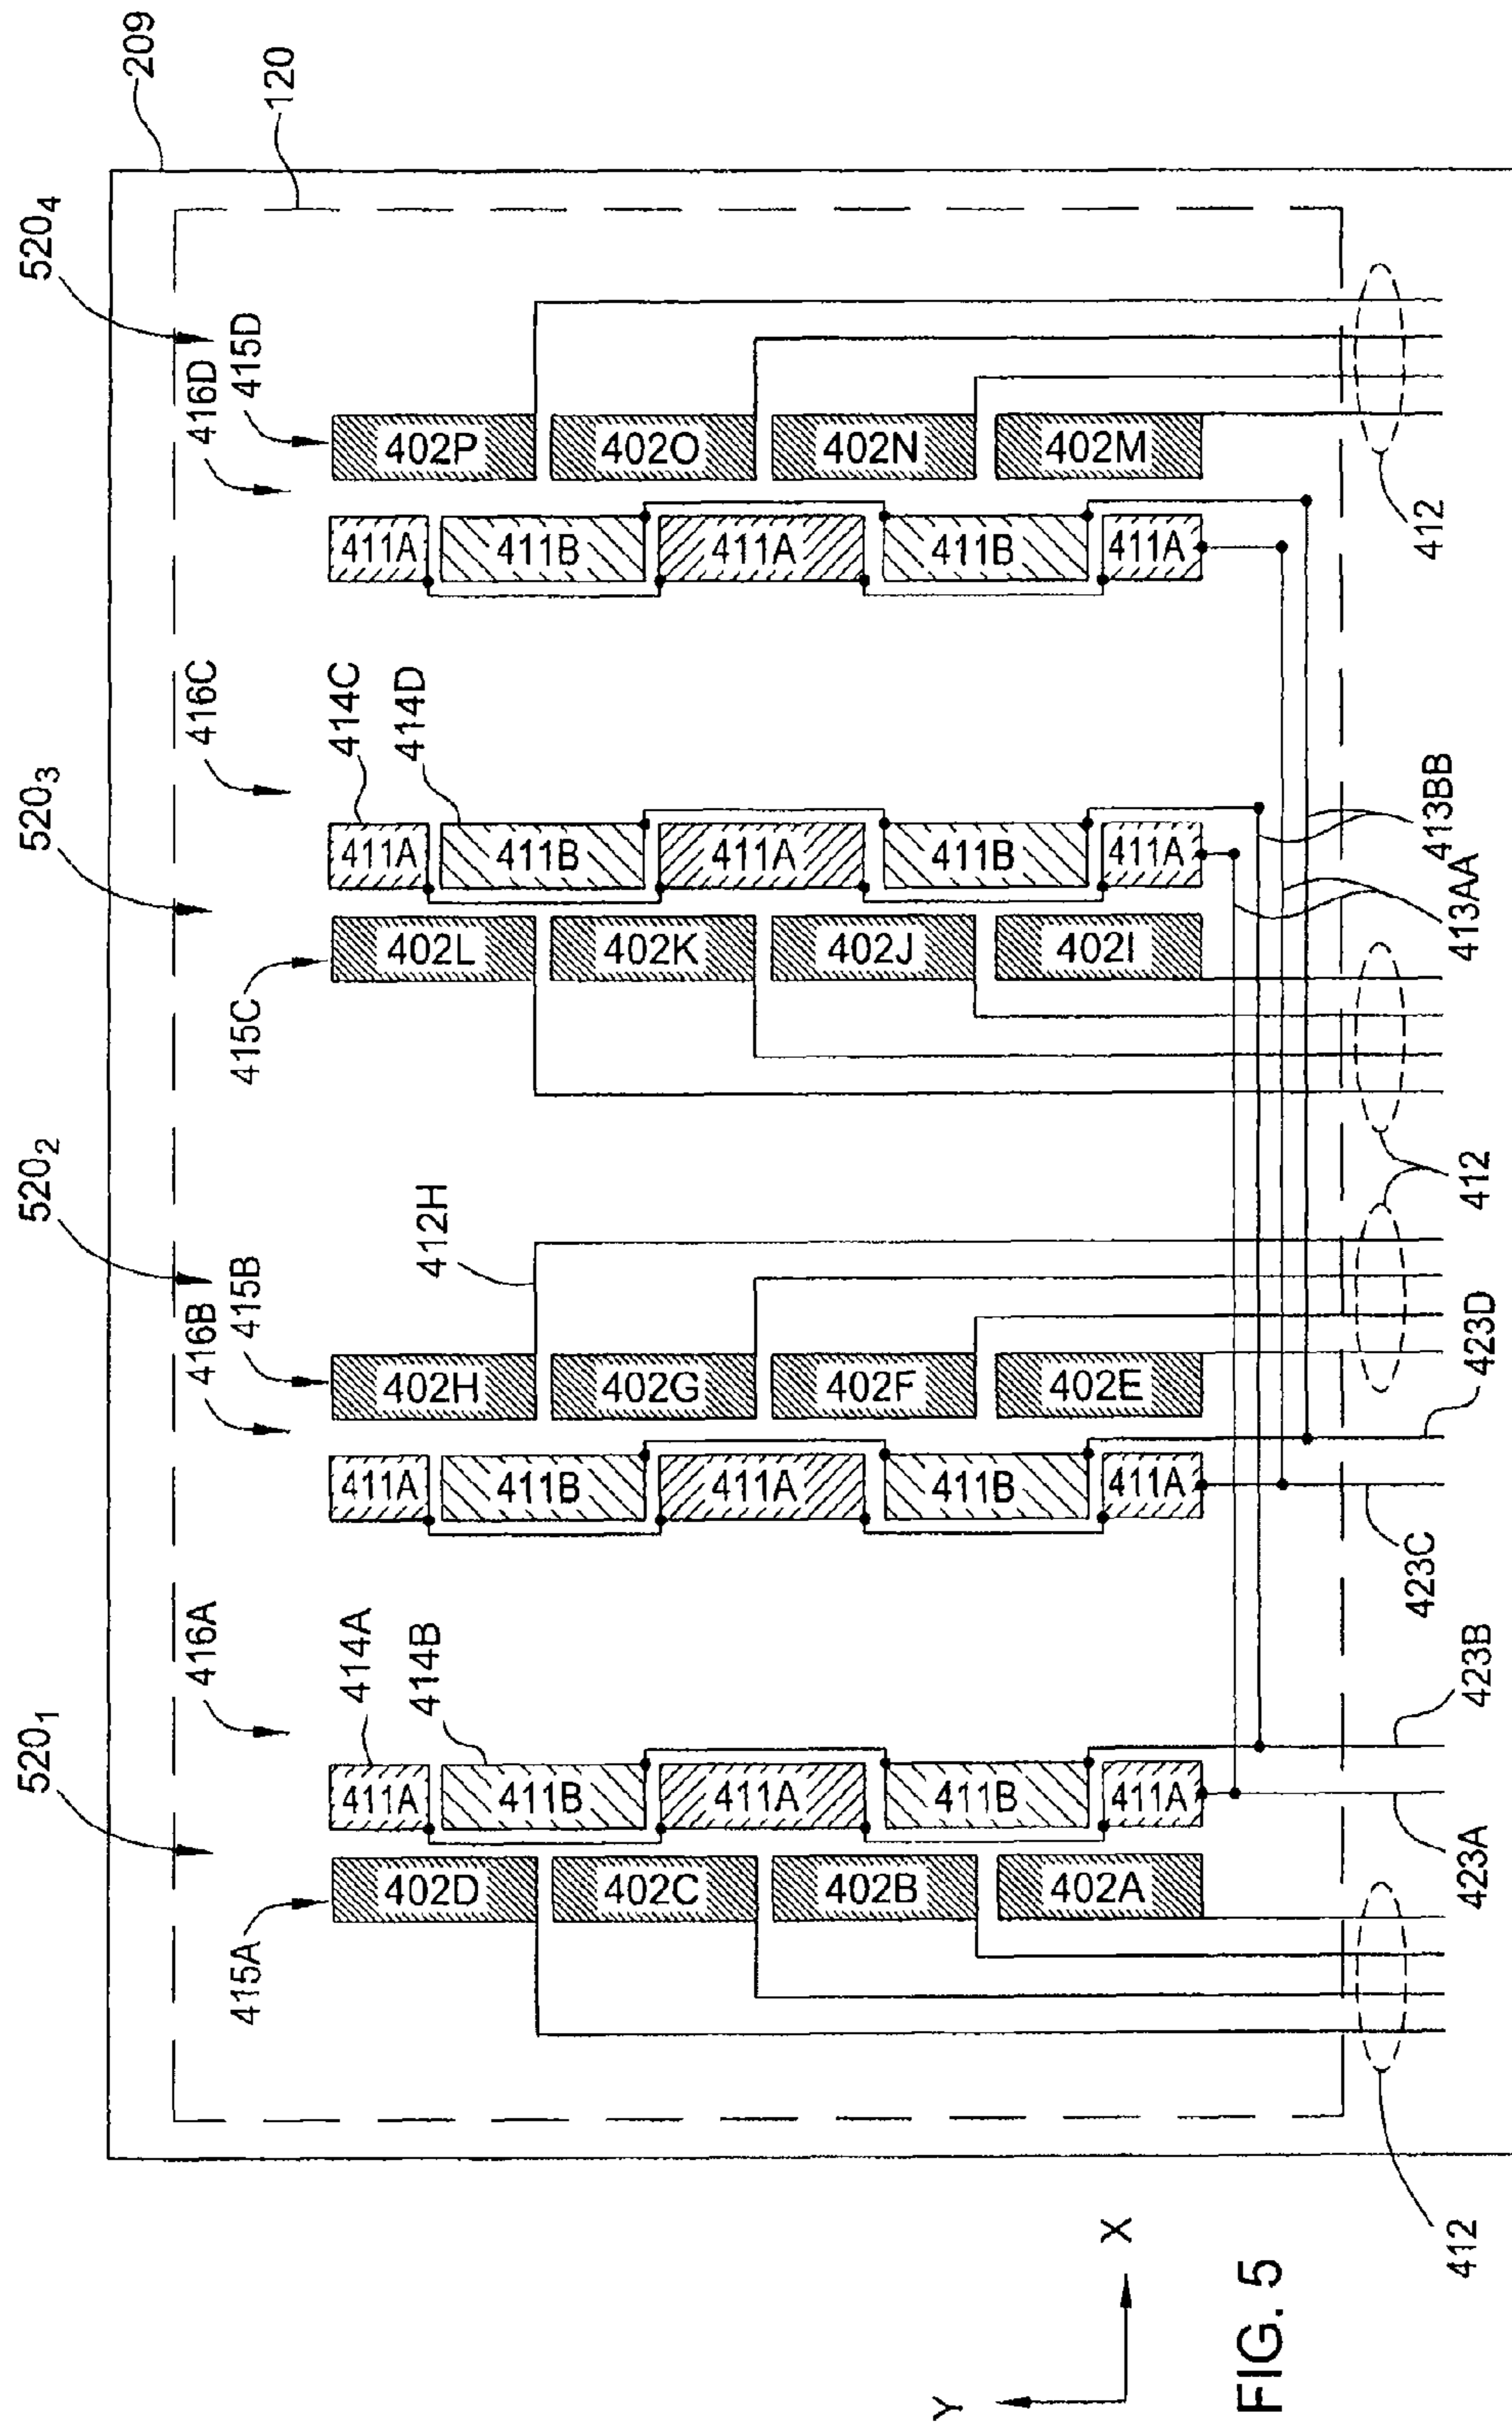 520₁
520₂
520₃
520₄
209
120
416A
416B
416C
416D
415A
415B
415C
415D
414A
414C
414B
412H
414D
402D 411A 411A 402H 402L 411A 411A 402P
402C 411B 411B 402G 402K 411B 411B 402O
411A 411A 411A 411A
402B 411B 411B 402F 402J 411B 411B 402N
402A 411A 411A 402E 402I 411A 411A 402M
Y
X
412
423A
423B
423C
423D
412
413AA
413BB
412
FIG. 5